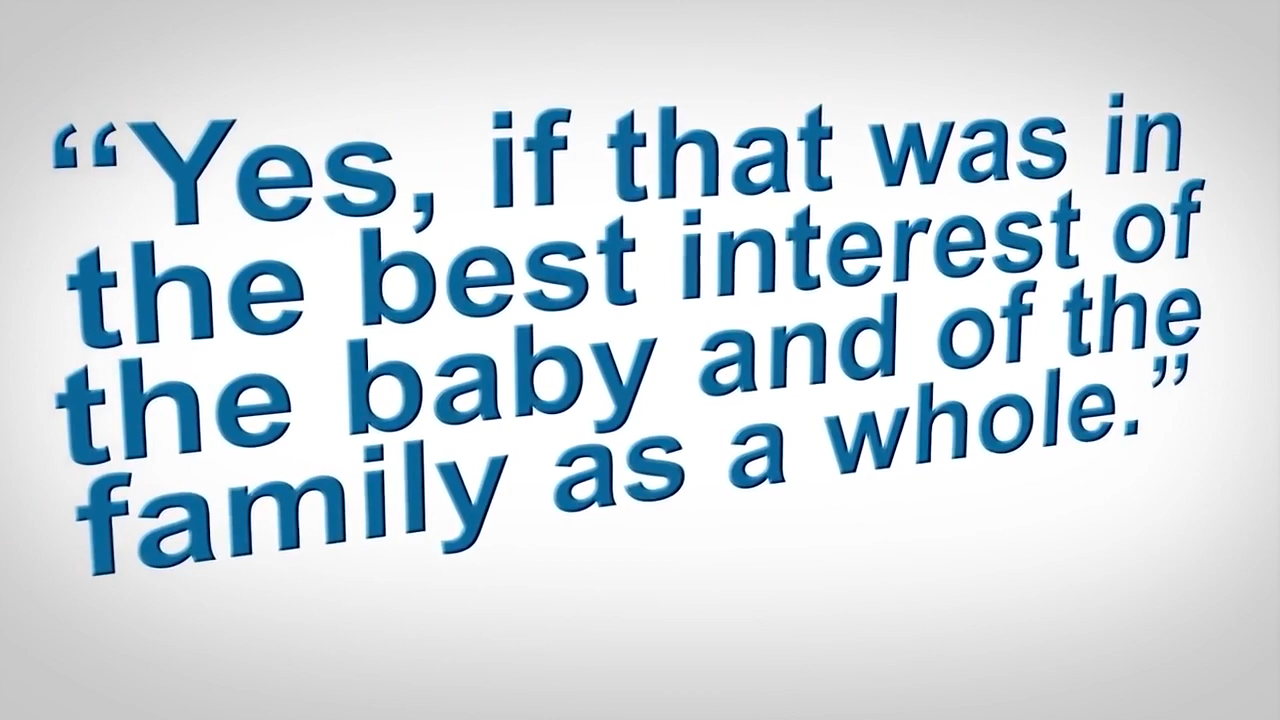 “Yes, if that was in
the best interest of
the baby and of the
family as a whole.”